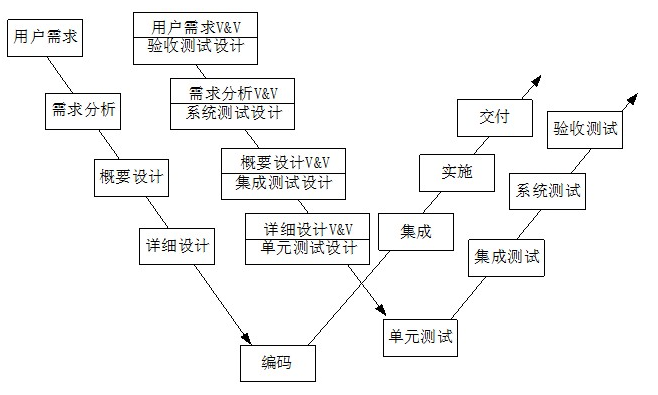 用户需求
需求分析
概要设计
详细设计
编码
集成
实施
交付
用户需求V&V
验收测试设计
需求分析V&V
系统测试设计
概要设计V&V
集成测试设计
详细设计V&V
单元测试设计
单元测试
集成测试
系统测试
验收测试